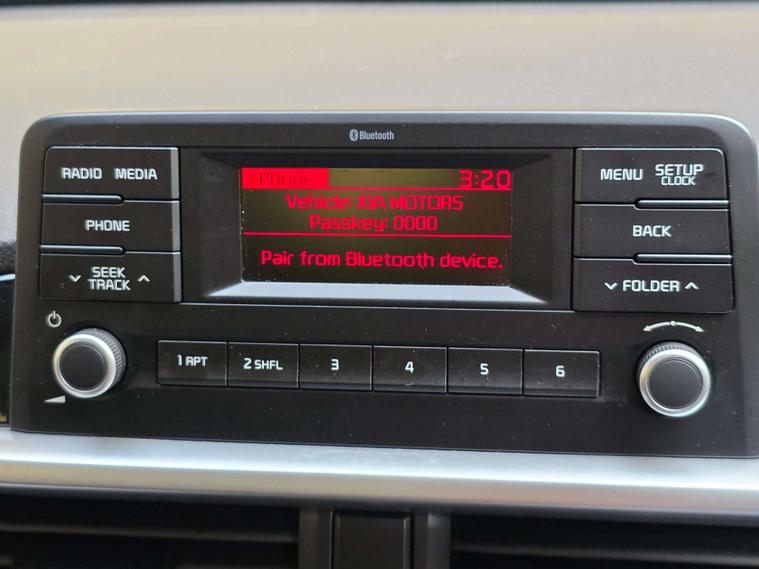 Bluetooth
RADIO MEDIA
PHONE
SEEK
TRACK
Phone 3:20
Vehicle: KIA MOTORS
Passkey: 0000
Pair from Bluetooth device.
MENU SETUP
CLOCK
BACK
FOLDER
1 RPT
2 SHFL
3
4
5
6